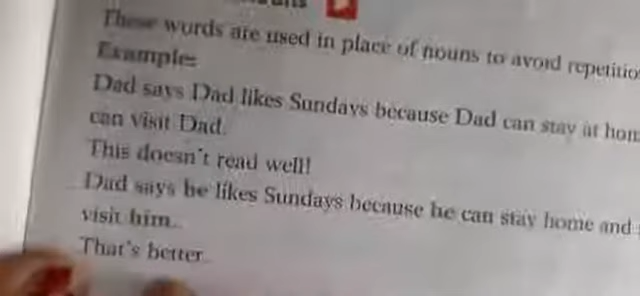 These words are used in place of nouns to avoid
Example:
Dad says Dad likes Sundays because Dad can stay at
can visit Dad.
This doesn't read well!
Dad says he likes Sundays because he can stay home and
visit him.
That's better.